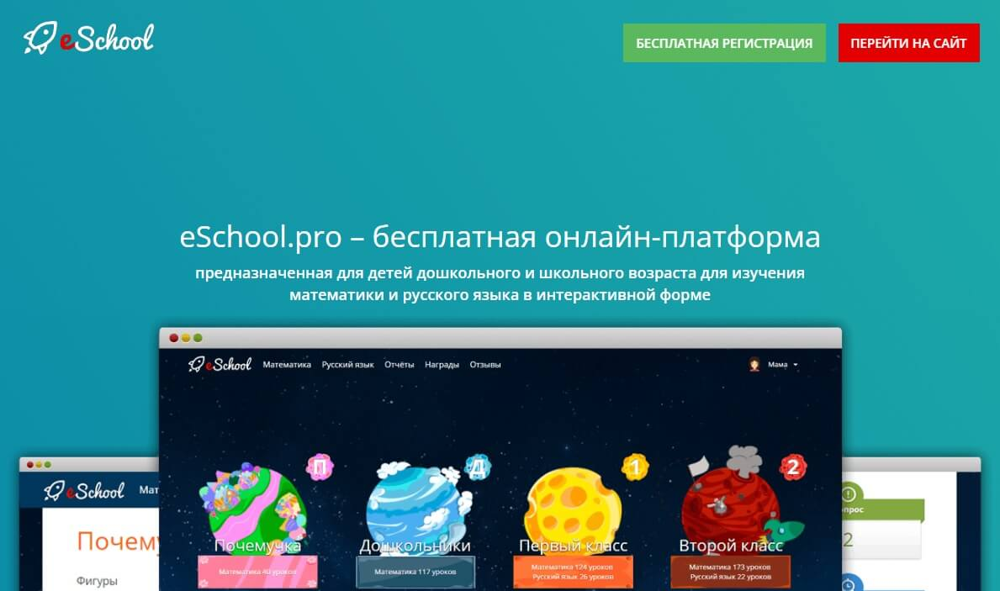 eSchool
БЕСПЛАТНАЯ РЕГИСТРАЦИЯ
ПЕРЕЙТИ НА САЙТ
eSchool.pro – бесплатная онлайн-платформа
предназначенная для детей дошкольного и школьного возраста для изучения
математики и русского языка в интерактивной форме
eSchool Математика Русский язык Отчёты Награды Отзывы Мама
П Д 1 2
Почемучка Дошкольники Первый класс Второй класс
Математика 40 уроков Математика 117 уроков Математика 124 уроков Математика 173 уроков
Русский язык 26 уроков Русский язык 22 уроков
eSchool Мат
Почему
Фигуры
опрос
2